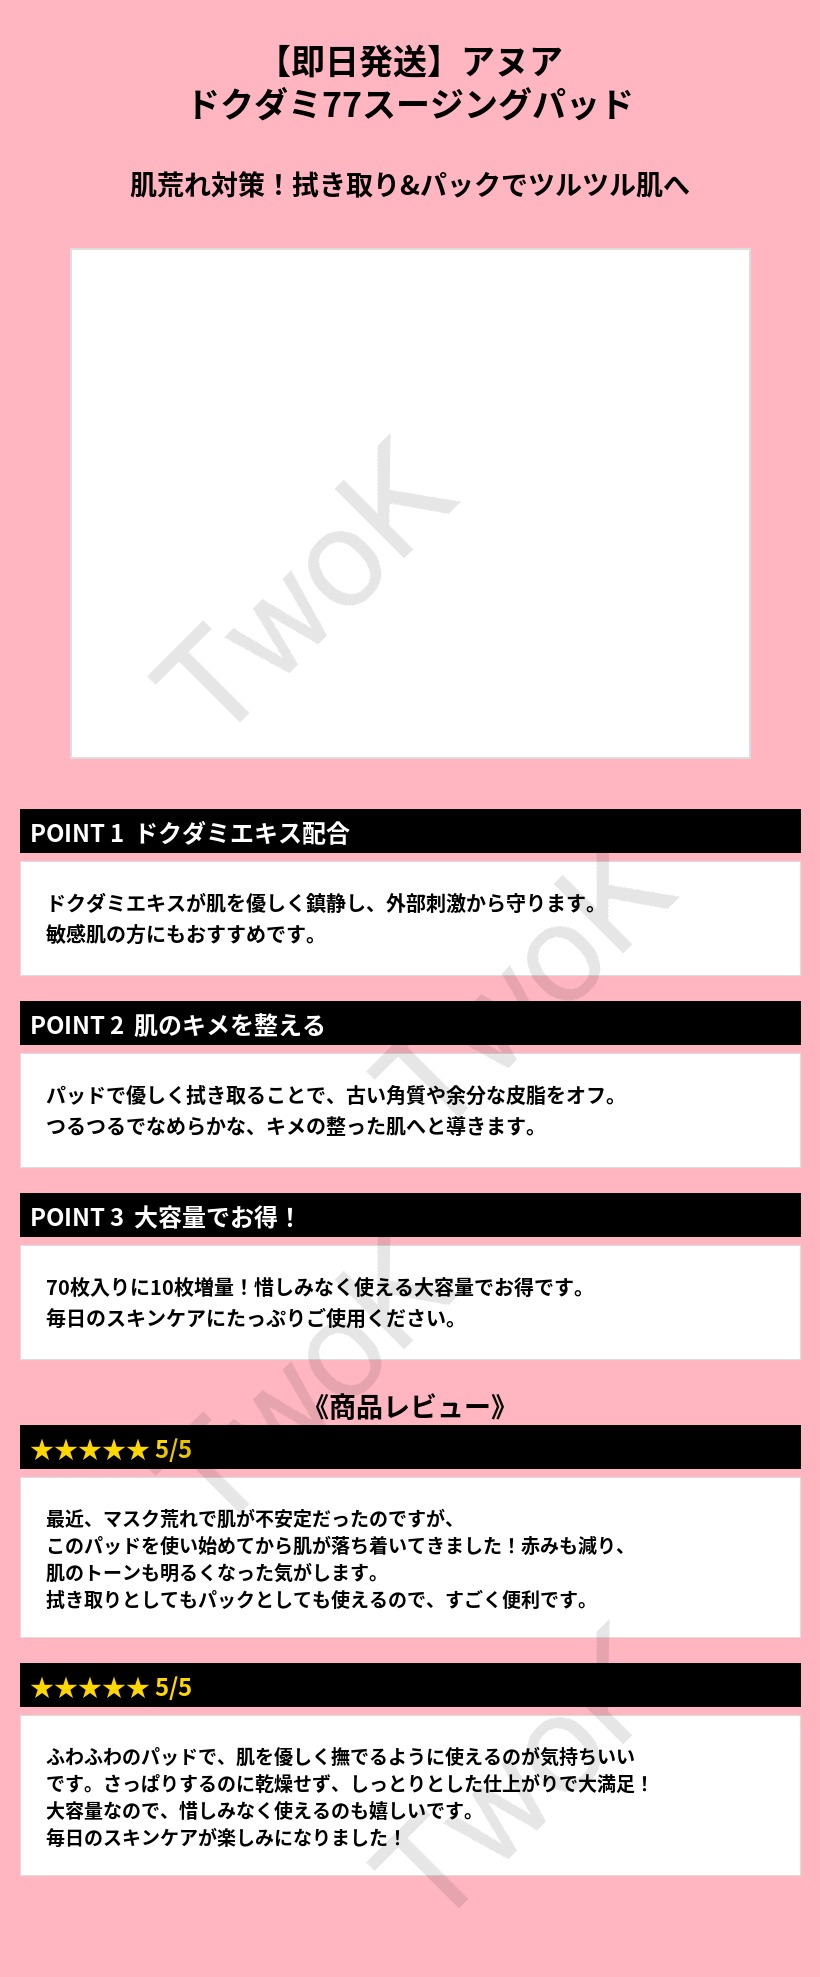 【即日発送】アヌア
ドクダミ77スージングパッド
肌荒れ対策！拭き取り&パックでツルツル肌へ
TwoK
POINT 1 ドクダミエキス配合
ドクダミエキスが肌を優しく鎮静し、外部刺激から守ります。
敏感肌の方にもおすすめです。
TwoK
POINT 2 肌のキメを整える
パッドで優しく拭き取ることで、古い角質や余分な皮脂をオフ。
つるつるでなめらかな、キメの整った肌へと導きます。
POINT 3 大容量でお得！
70枚入りに10枚増量！惜しみなく使える大容量でお得です。
毎日のスキンケアにたっぷりご使用ください。
TwoK
《商品レビュー》
★★★★★ 5/5
最近、マスク荒れで肌が不安定だったのですが、
このパッドを使い始めてから肌が落ち着いてきました！赤みも減り、
肌のトーンも明るくなった気がします。
拭き取りとしてもパックとしても使えるので、すごく便利です。
★★★★★ 5/5
ふわふわのパッドで、肌を優しく撫でるように使えるのが気持ちいい
です。さっぱりするのに乾燥せず、しっとりとした仕上がりで大満足！
大容量なので、惜しみなく使えるのも嬉しいです。
毎日のスキンケアが楽しみになりました！
TwoK